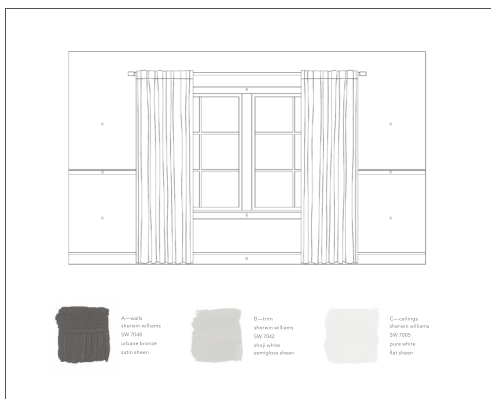 B
A
A
B
B
A
A
B
A—walls
sherwin williams
SW 7048
urbane bronze
satin sheen
B—trim
sherwin williams
SW 7042
shoji white
semigloss sheen
C—ceilings
sherwin williams
SW 7005
pure white
flat sheen